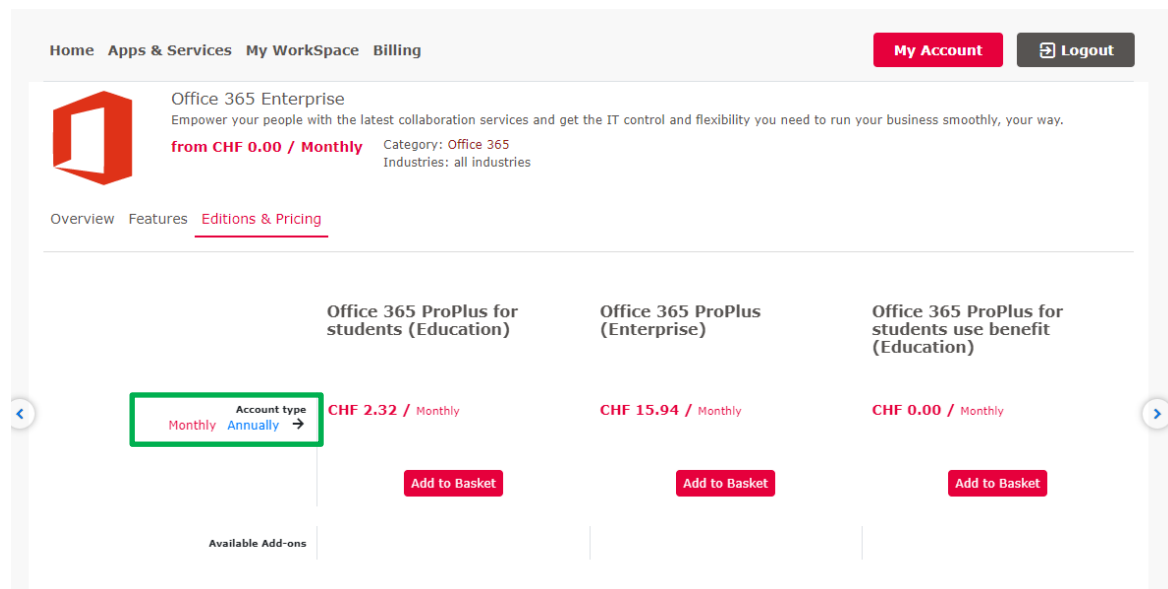 Home Apps & Services My WorkSpace Billing My Account Logout
Office 365 Enterprise
Empower your people with the latest collaboration services and get the IT control and flexibility you need to run your business smoothly, your way.
from CHF 0.00 / Monthly Category: Office 365
Industries: all industries
Overview Features Editions & Pricing
Office 365 ProPlus for
students (Education)
Office 365 ProPlus
(Enterprise)
Office 365 ProPlus for
students use benefit
(Education)
Account type
Monthly Annually →
CHF 2.32 / Monthly
CHF 15.94 / Monthly
CHF 0.00 / Monthly
Add to Basket
Add to Basket
Add to Basket
Available Add-ons